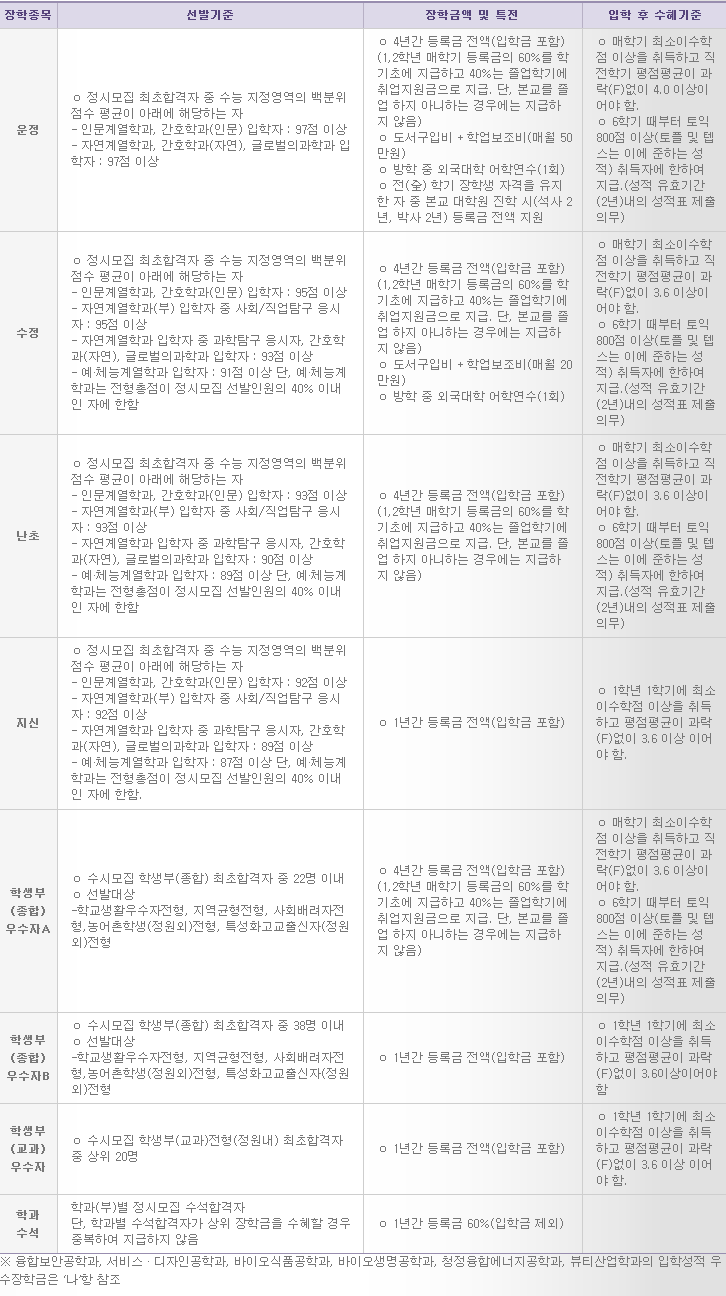 장학종목 선발기준 장학금액 및 특전 입학 후 수혜기준
운정
ㅇ 정시모집 최초합격자 중 수능 지정영역의 백분위
점수 평균이 아래에 해당하는 자
- 인문계열학과, 간호학과(인문) 입학자 : 97점 이상
- 자연계열학과, 간호학과(자연), 글로벌의과학과 입
학자 : 97점 이상
ㅇ 4년간 등록금 전액(입학금 포함)
(1,2학년 매학기 등록금의 60%를 학
기초에 지급하고 40%는 졸업학기에
취업지원금으로 지급. 단, 본교를 졸
업 하지 아니하는 경우에는 지급하
지 않음)
ㅇ 도서구입비 + 학업보조비(매월 50
만원)
ㅇ 방학 중 외국대학 어학연수(1회)
ㅇ 전(全) 학기 장학생 자격을 유지
한 자 중 본교 대학원 진학 시(석사 2
년, 박사 2년) 등록금 전액 지원
ㅇ 매학기 최소이수학
점 이상을 취득하고 직
전학기 평점평균이 과
락(F)없이 4.0 이상이
어야 함.
ㅇ 6학기 때부터 토익
800점 이상(토플 및 텝
스는 이에 준하는 성
적) 취득자에 한하여
지급.(성적 유효기간
(2년)내의 성적표 제출
의무)
수정
ㅇ 정시모집 최초합격자 중 수능 지정영역의 백분위
점수 평균이 아래에 해당하는 자
- 인문계열학과, 간호학과(인문) 입학자 : 95점 이상
- 자연계열학과(부) 입학자 중 사회/직업탐구 응시
자 : 95점 이상
- 자연계열학과 입학자 중 과학탐구 응시자, 간호학
과(자연), 글로벌의과학과 입학자 : 93점 이상
- 예·체능계열학과 입학자 : 91점 이상 단, 예·체능계
학과는 전형총점이 정시모집 선발인원의 40% 이내
인 자에 한함
ㅇ 4년간 등록금 전액(입학금 포함)
(1,2학년 매학기 등록금의 60%를 학
기초에 지급하고 40%는 졸업학기에
취업지원금으로 지급. 단, 본교를 졸
업 하지 아니하는 경우에는 지급하
지 않음)
ㅇ 도서구입비 + 학업보조비(매월 20
만원)
ㅇ 방학 중 외국대학 어학연수(1회)
ㅇ 매학기 최소이수학
점 이상을 취득하고 직
전학기 평점평균이 과
락(F)없이 3.6 이상이
어야 함.
ㅇ 6학기 때부터 토익
800점 이상(토플 및 텝
스는 이에 준하는 성
적) 취득자에 한하여
지급.(성적 유효기간
(2년)내의 성적표 제출
의무)
난초
ㅇ 정시모집 최초합격자 중 수능 지정영역의 백분위
점수 평균이 아래에 해당하는 자
- 인문계열학과, 간호학과(인문) 입학자 : 93점 이상
- 자연계열학과(부) 입학자 중 사회/직업탐구 응시
자 : 93점 이상
- 자연계열학과 입학자 중 과학탐구 응시자, 간호학
과(자연), 글로벌의과학과 입학자 : 90점 이상
- 예·체능계열학과 입학자 : 89점 이상 단, 예·체능계
학과는 전형총점이 정시모집 선발인원의 40% 이내
인 자에 한함
ㅇ 4년간 등록금 전액(입학금 포함)
(1,2학년 매학기 등록금의 60%를 학
기초에 지급하고 40%는 졸업학기에
취업지원금으로 지급. 단, 본교를 졸
업 하지 아니하는 경우에는 지급하
지 않음)
ㅇ 매학기 최소이수학
점 이상을 취득하고 직
전학기 평점평균이 과
락(F)없이 3.6 이상이
어야 함.
ㅇ 6학기 때부터 토익
800점 이상(토플 및 텝
스는 이에 준하는 성
적) 취득자에 한하여
지급.(성적 유효기간
(2년)내의 성적표 제출
의무)
지신
ㅇ 정시모집 최초합격자 중 수능 지정영역의 백분위
점수 평균이 아래에 해당하는 자
- 인문계열학과, 간호학과(인문) 입학자 : 92점 이상
- 자연계열학과(부) 입학자 중 사회/직업탐구 응시
자 : 92점 이상
- 자연계열학과 입학자 중 과학탐구 응시자, 간호학
과(자연), 글로벌의과학과 입학자 : 89점 이상
- 예·체능계열학과 입학자 : 87점 이상 단, 예·체능계
학과는 전형총점이 정시모집 선발인원의 40% 이내
인 자에 한함.
ㅇ 1년간 등록금 전액(입학금 포함)
ㅇ 1학년 1학기에 최소
이수학점 이상을 취득
하고 평점평균이 과락
(F)없이 3.6 이상 이어
야 함.
학생부
(종합)
우수자A
ㅇ 수시모집 학생부(종합) 최초합격자 중 22명 이내
ㅇ 선발대상
-학교생활우수자전형, 지역균형전형, 사회배려자전
형,농어촌학생(정원외)전형, 특성화고교출신자(정원
외)전형
ㅇ 4년간 등록금 전액(입학금 포함)
(1,2학년 매학기 등록금의 60%를 학
기초에 지급하고 40%는 졸업학기에
취업지원금으로 지급. 단, 본교를 졸
업 하지 아니하는 경우에는 지급하
지 않음)
ㅇ 매학기 최소이수학
점 이상을 취득하고 직
전학기 평점평균이 과
락(F)없이 3.6 이상이
어야 함.
ㅇ 6학기 때부터 토익
800점 이상(토플 및 텝
스는 이에 준하는 성
적) 취득자에 한하여
지급.(성적 유효기간
(2년)내의 성적표 제출
의무)
학생부
(종합)
우수자B
ㅇ 수시모집 학생부(종합) 최초합격자 중 38명 이내
ㅇ 선발대상
-학교생활우수자전형, 지역균형전형, 사회배려자전
형,농어촌학생(정원외)전형, 특성화고교출신자(정원
외)전형
ㅇ 1년간 등록금 전액(입학금 포함)
ㅇ 1학년 1학기에 최소
이수학점 이상을 취득
하고 평점평균이 과락
(F)없이 3.6이상이어야
함
학생부
(교과)
우수자
ㅇ 수시모집 학생부(교과)전형(정원내) 최초합격자
중 상위 20명
ㅇ 1년간 등록금 전액(입학금 포함)
ㅇ 1학년 1학기에 최소
이수학점 이상을 취득
하고 평점평균이 과락
(F)없이 3.6 이상 이어
야 함.
학과
수석
학과(부)별 정시모집 수석합격자
단, 학과별 수석합격자가 상위 장학금을 수혜할 경우
중복하여 지급하지 않음
ㅇ 1년간 등록금 60%(입학금 제외)
※ 융합보안공학과, 서비스·디자인공학과, 바이오식품공학과, 바이오생명공학과, 청정융합에너지공학과, 뷰티산업학과의 입학성적 우
수장학금은 ‘나’항 참조